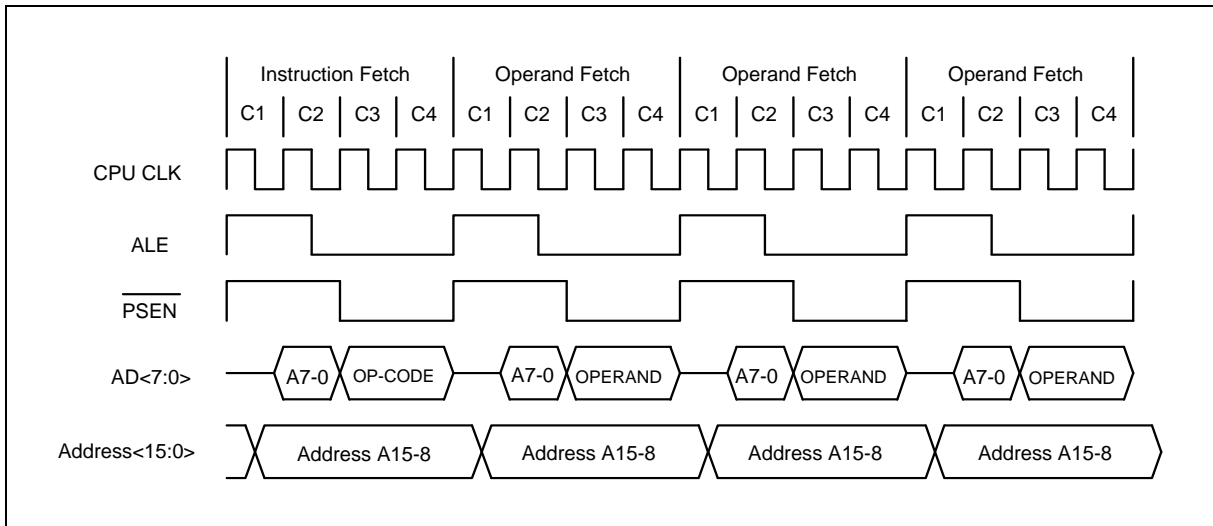 Instruction Fetch Operand Fetch Operand Fetch Operand Fetch
C1 C2 C3 C4 C1 C2 C3 C4 C1 C2 C3 C4 C1 C2 C3 C4
CPU CLK
ALE
PSEN
AD<7:0> A7-0 OP-CODE A7-0 OPERAND A7-0 OPERAND A7-0 OPERAND
Address<15:0> Address A15-8 Address A15-8 Address A15-8 Address A15-8